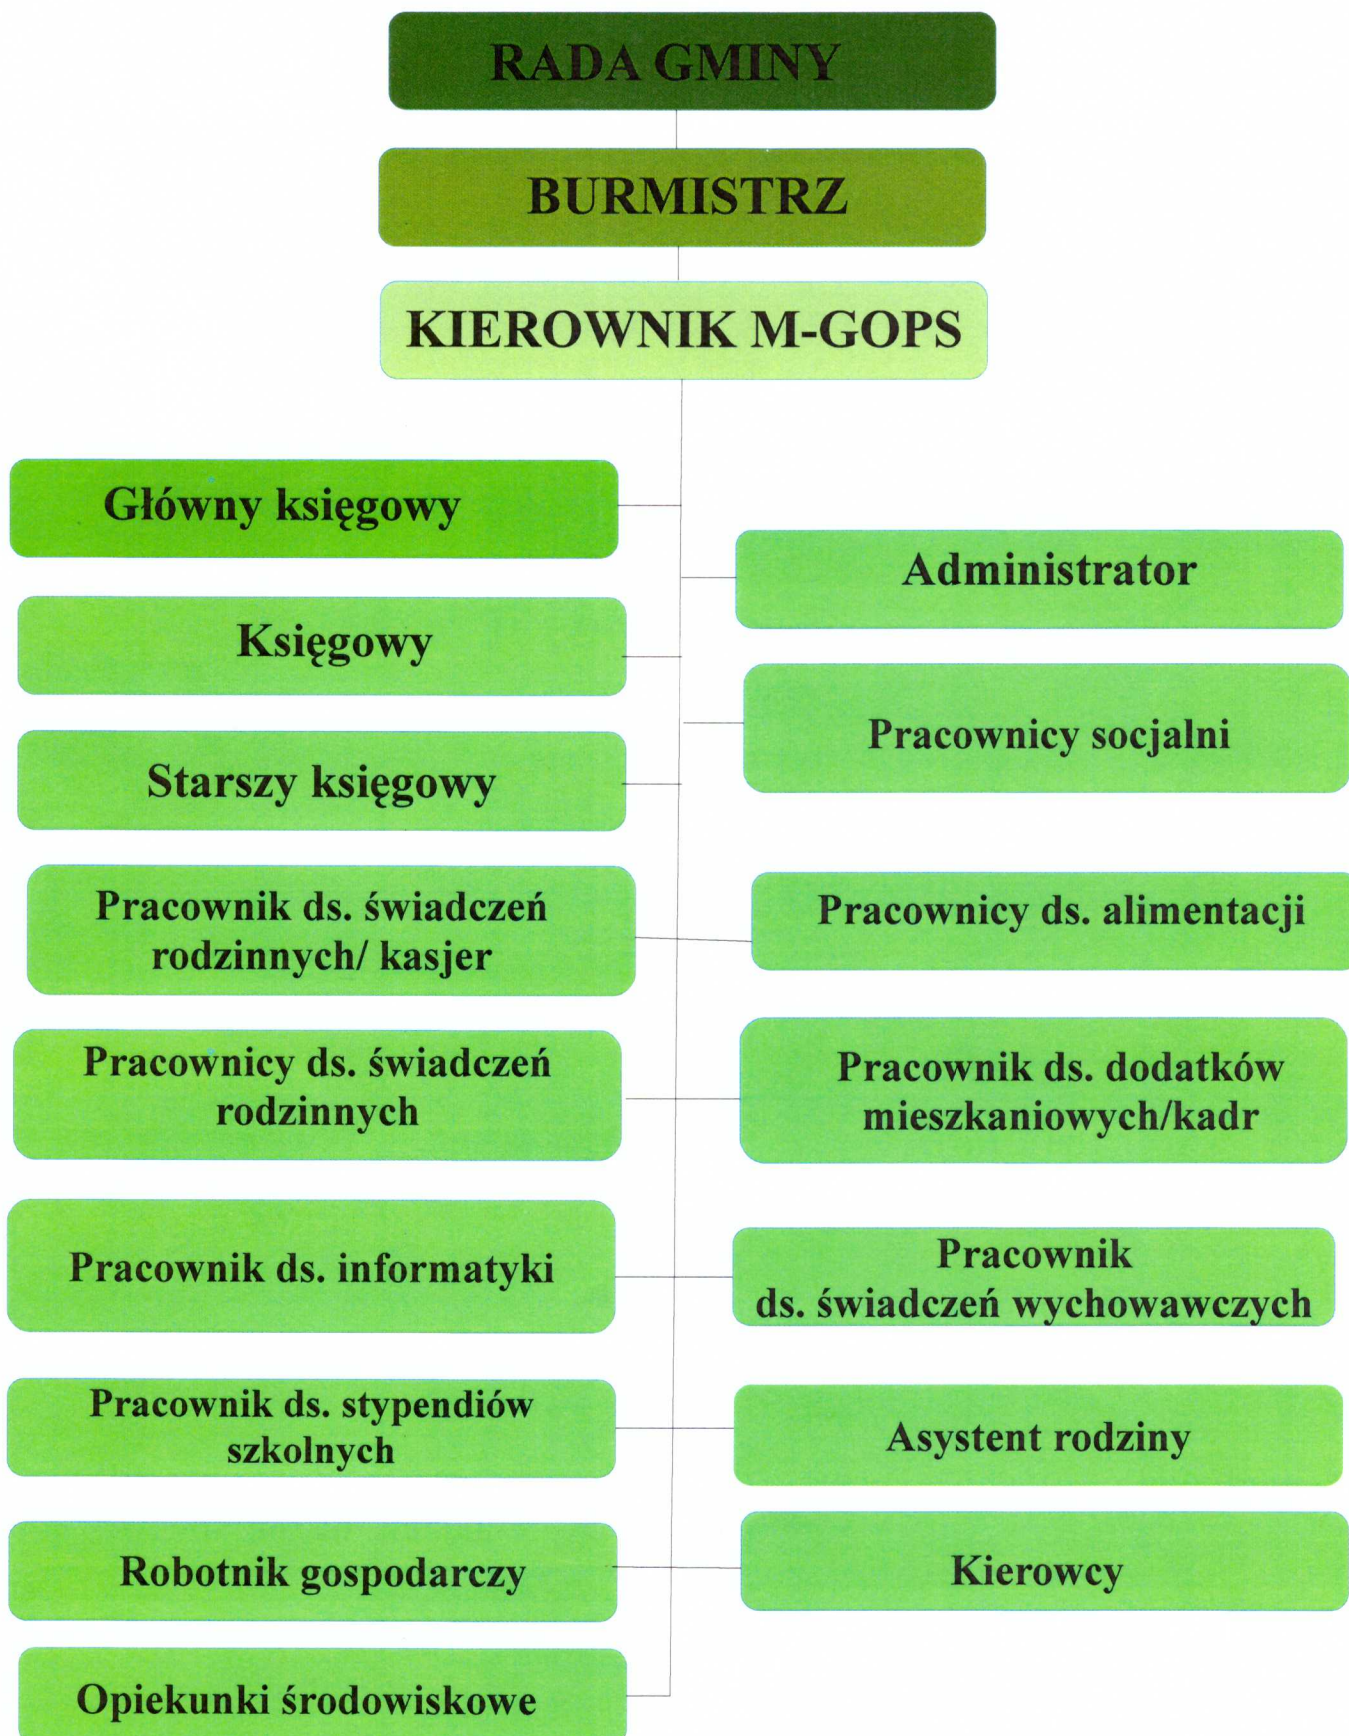 RADA GMINY
BURMISTRZ
KIEROWNIK M-GOPS
Główny księgowy
Administrator
Księgowy
Pracownicy socjalni
Starszy księgowy
Pracownik ds. świadczeń
rodzinnych/ kasjer
Pracownicy ds. alimentacji
Pracownicy ds. świadczeń
rodzinnych
Pracownik ds. dodatków
mieszkaniowych/kadr
Pracownik ds. informatyki
Pracownik
ds. świadczeń wychowawczych
Pracownik ds. stypendiów
szkolnych
Asystent rodziny
Robotnik gospodarczy
Kierowcy
Opiekunki środowiskowe